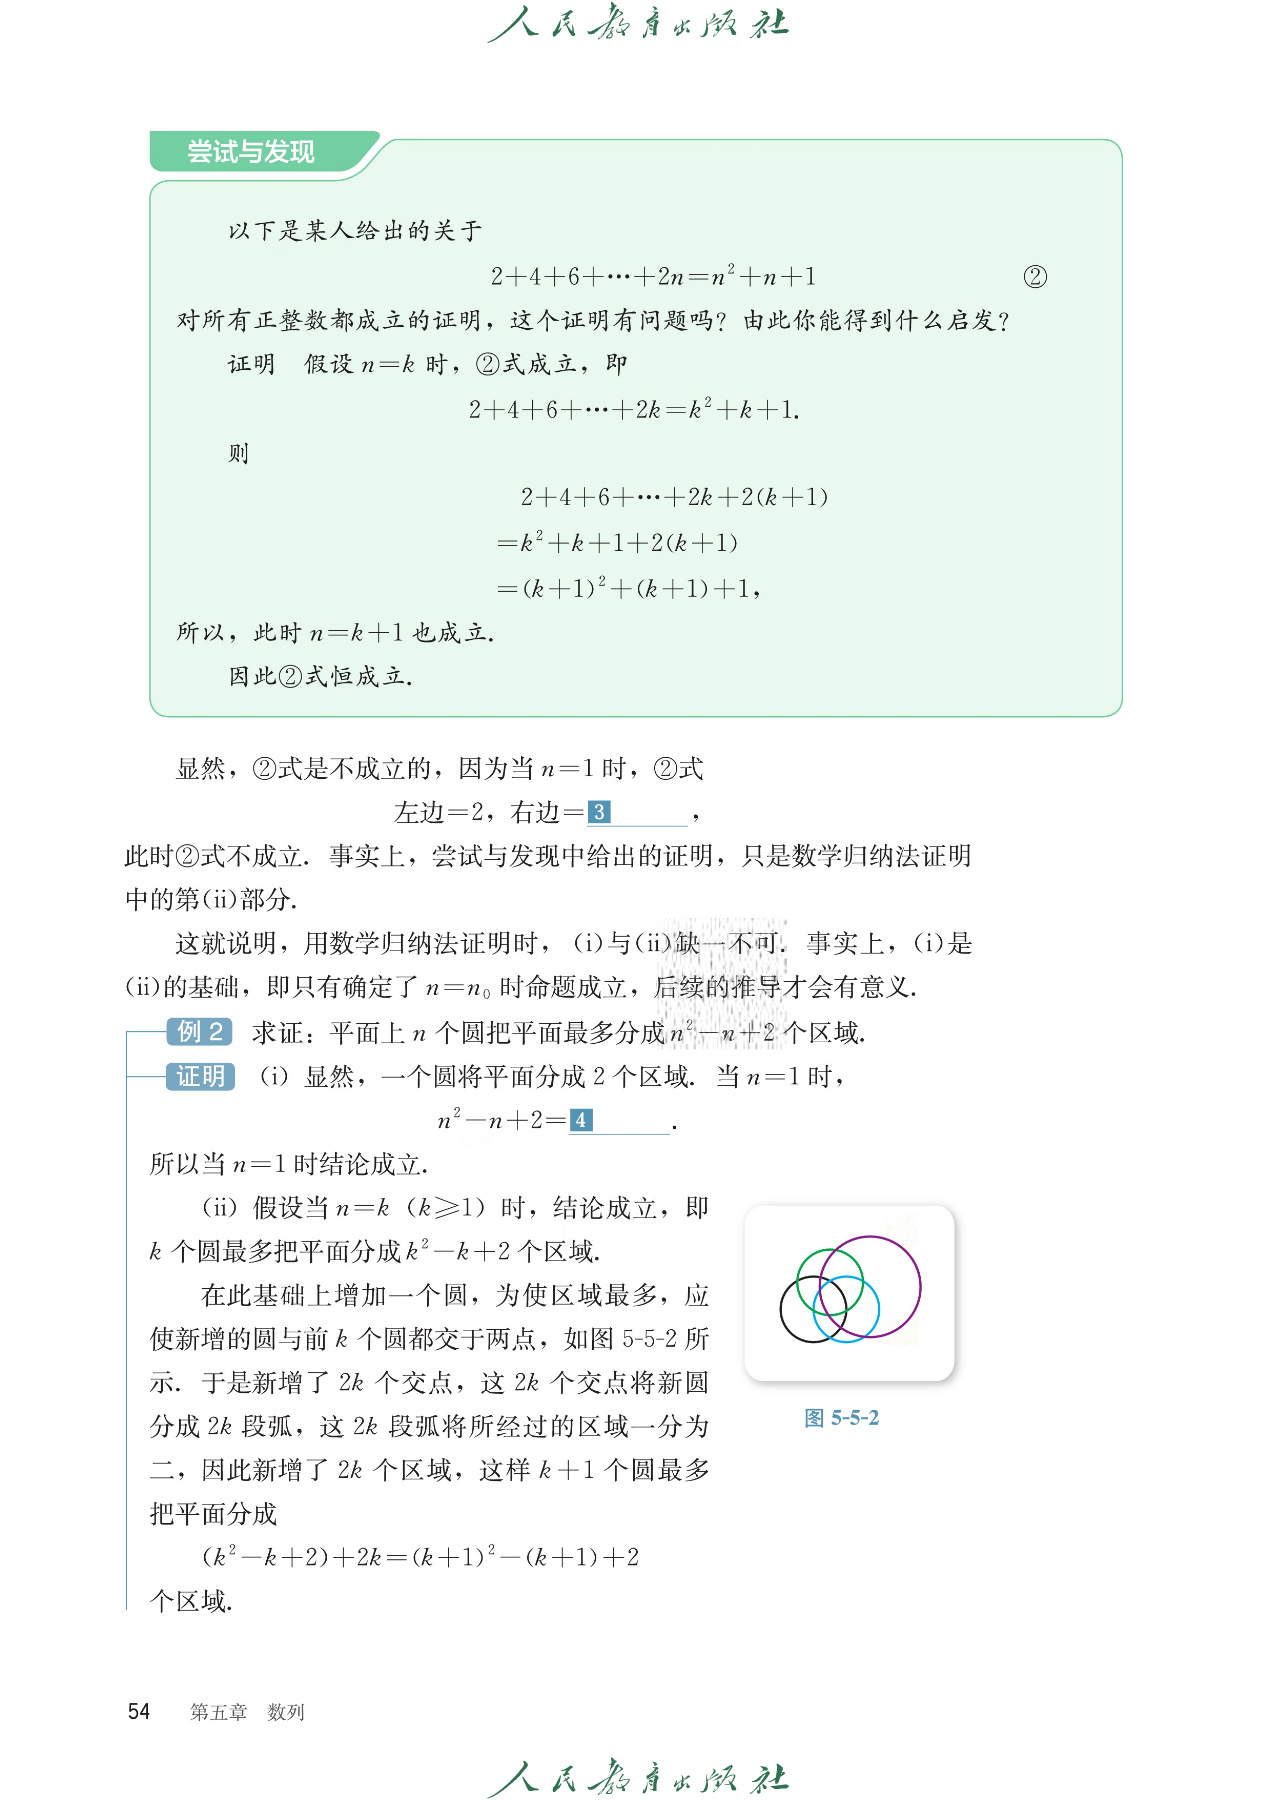 人民教育出版社
尝试与发现
以下是某人给出的关于
2+4+6+…+2n=n²+n+1 ②
对所有正整数都成立的证明，这个证明有问题吗？由此你能得到什么启发？
证明 假设 n=k 时，②式成立，即
2+4+6+…+2k=k²+k+1.
则
2+4+6+…+2k+2(k+1)
=k²+k+1+2(k+1)
=(k+1)²+(k+1)+1，
所以，此时 n=k+1 也成立.
因此②式恒成立.
显然，②式是不成立的，因为当 n=1 时，②式
左边=2，右边=3 ，
此时②式不成立. 事实上，尝试与发现中给出的证明，只是数学归纳法证明
中的第(ii)部分.
这就说明，用数学归纳法证明时，(i)与(ii)缺一不可. 事实上，(i)是
(ii)的基础，即只有确定了 n=n₀ 时命题成立，后续的推导才会有意义.
例2 求证：平面上 n 个圆把平面最多分成 n²-n+2 个区域.
证明 (i) 显然，一个圆将平面分成 2 个区域. 当 n=1 时，
n²-n+2=4 .
所以当 n=1 时结论成立.
(ii) 假设当 n=k (k⩾1) 时，结论成立，即
k 个圆最多把平面分成 k²-k+2 个区域.
在此基础上增加一个圆，为使区域最多，应
使新增的圆与前 k 个圆都交于两点，如图 5-5-2 所
示. 于是新增了 2k 个交点，这 2k 个交点将新圆
分成 2k 段弧，这 2k 段弧将所经过的区域一分为
二，因此新增了 2k 个区域，这样 k+1 个圆最多
把平面分成
(k²-k+2)+2k=(k+1)²-(k+1)+2
个区域.
图 5-5-2
54 第五章 数列
人民教育出版社